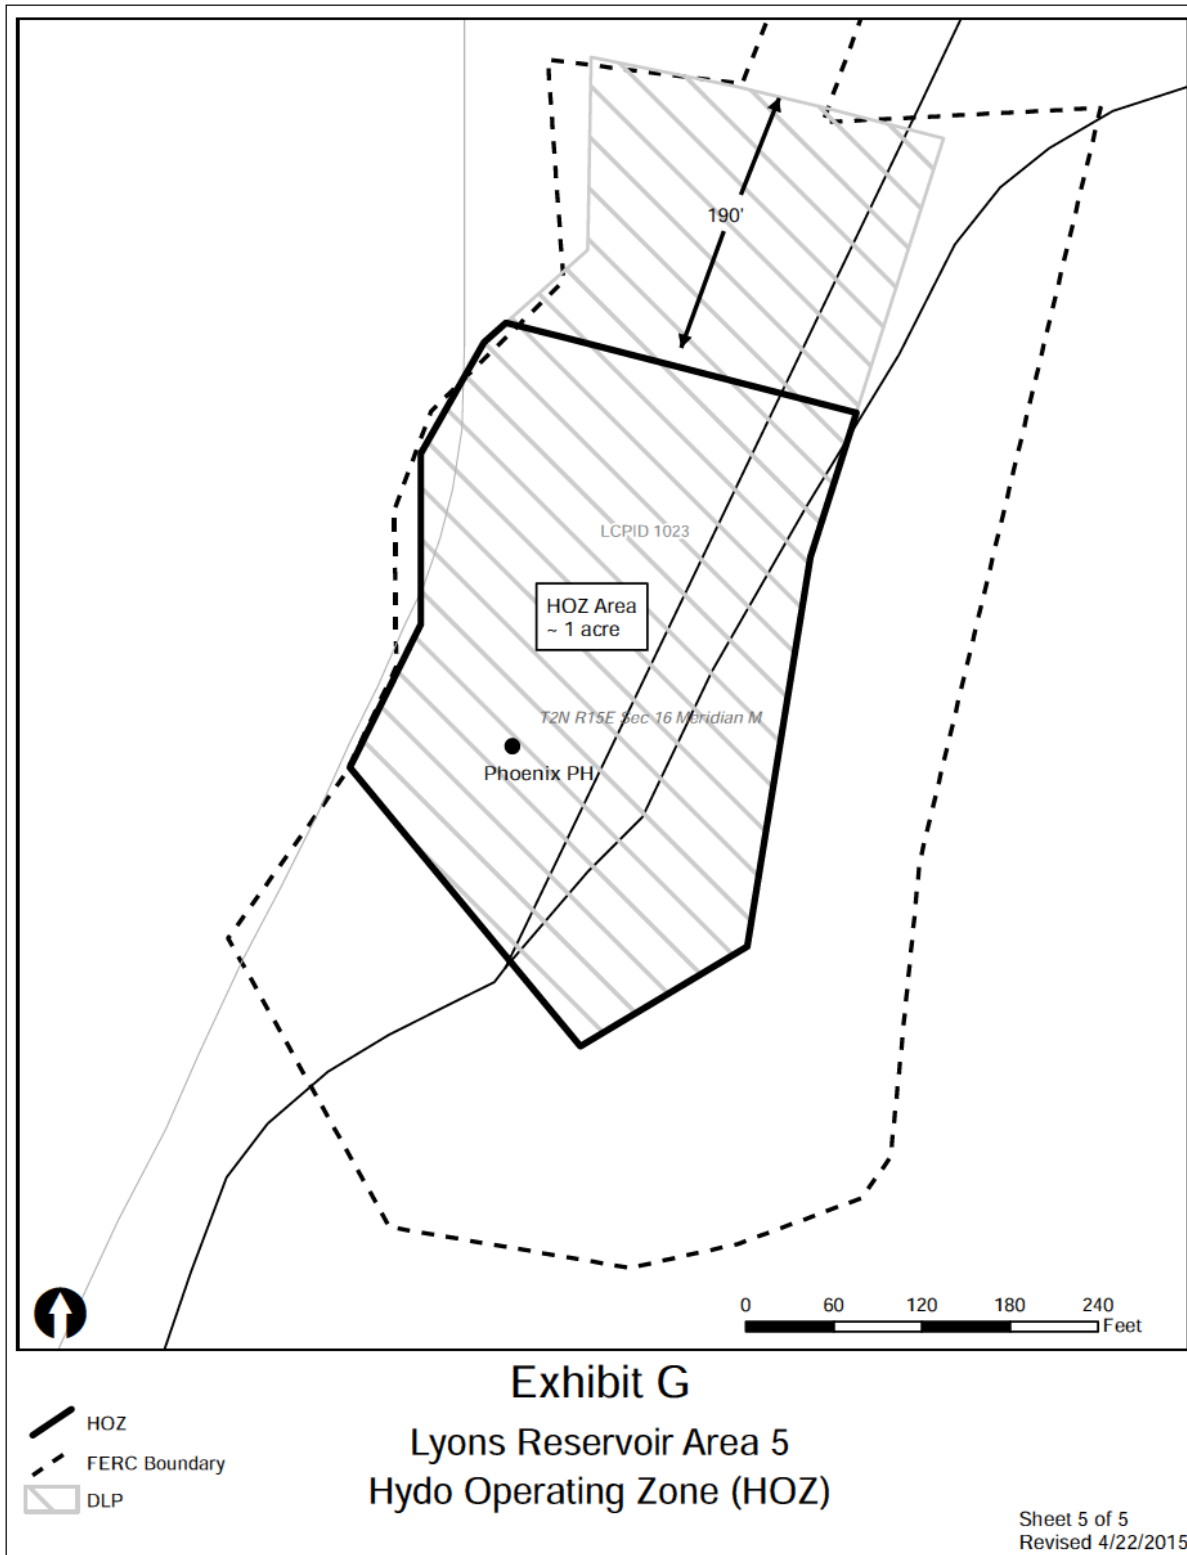 190'
LCPID 1023
HOZ Area
~ 1 acre
T2N R15E Sec 16 Meridian M
Phoenix PH
0 60 120 180 240
Feet
Exhibit G
Lyons Reservoir Area 5
Hydo Operating Zone (HOZ)
HOZ
FERC Boundary
DLP
Sheet 5 of 5
Revised 4/22/2015